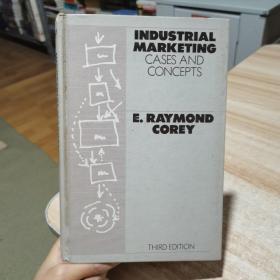 INDUSTRIAL
MARKETING
CASES AND
CONCEPTS
E. RAYMOND
COREY
THIRD EDITION